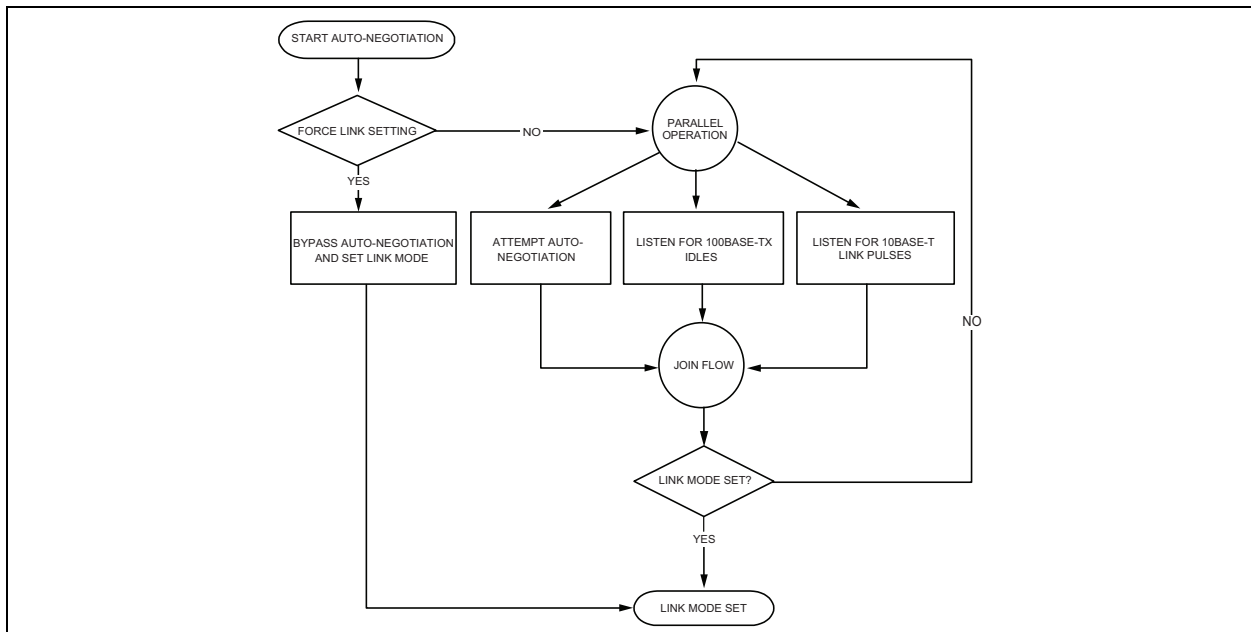 START AUTO-NEGOTIATION
FORCE LINK SETTING
NO
PARALLEL
OPERATION
YES
BYPASS AUTO-NEGOTIATION
AND SET LINK MODE
ATTEMPT AUTO-
NEGOTIATION
LISTEN FOR 100BASE-TX
IDLES
LISTEN FOR 10BASE-T
LINK PULSES
NO
JOIN FLOW
LINK MODE SET?
YES
LINK MODE SET